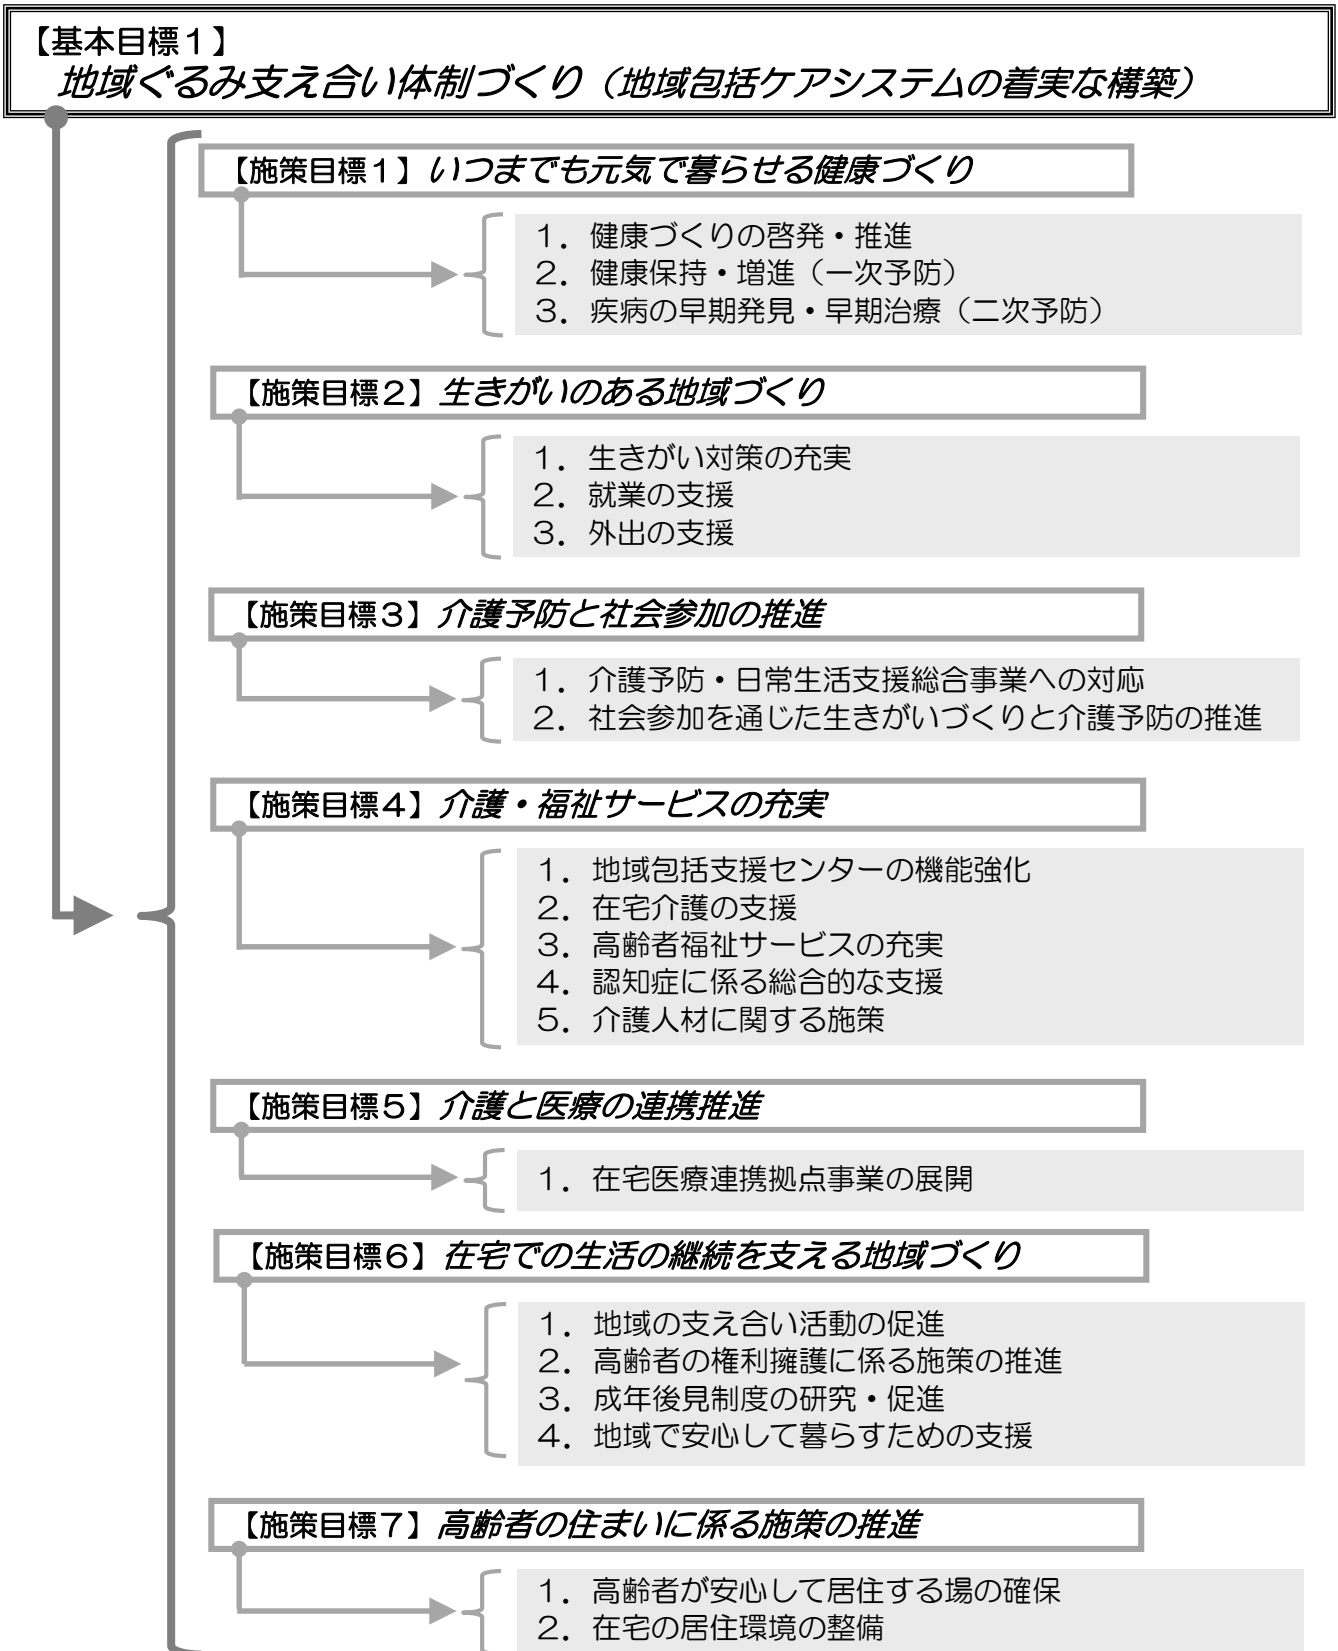 【基本目標１】
地域ぐるみ支え合い体制づくり（地域包括ケアシステムの着実な構築）
【施策目標１】いつまでも元気で暮らせる健康づくり
１．健康づくりの啓発・推進
２．健康保持・増進（一次予防）
３．疾病の早期発見・早期治療（二次予防）
【施策目標２】生きがいのある地域づくり
１．生きがい対策の充実
２．就業の支援
３．外出の支援
【施策目標３】介護予防と社会参加の推進
１．介護予防・日常生活支援総合事業への対応
２．社会参加を通じた生きがいづくりと介護予防の推進
【施策目標４】介護・福祉サービスの充実
１．地域包括支援センターの機能強化
２．在宅介護の支援
３．高齢者福祉サービスの充実
４．認知症に係る総合的な支援
５．介護人材に関する施策
【施策目標５】介護と医療の連携推進
１．在宅医療連携拠点事業の展開
【施策目標６】在宅での生活の継続を支える地域づくり
１．地域の支え合い活動の促進
２．高齢者の権利擁護に係る施策の推進
３．成年後見制度の研究・促進
４．地域で安心して暮らすための支援
【施策目標７】高齢者の住まいに係る施策の推進
１．高齢者が安心して居住する場の確保
２．在宅の居住環境の整備